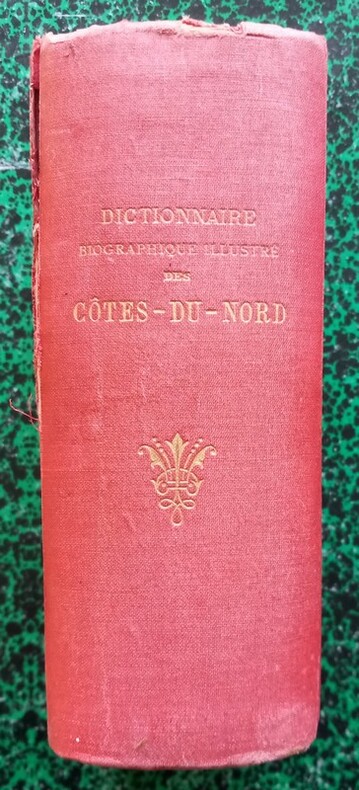 DICTIONNAIRE
BIOGRAPHIQUE ILLUSTRÉ
DES
CÔTES-DU-NORD